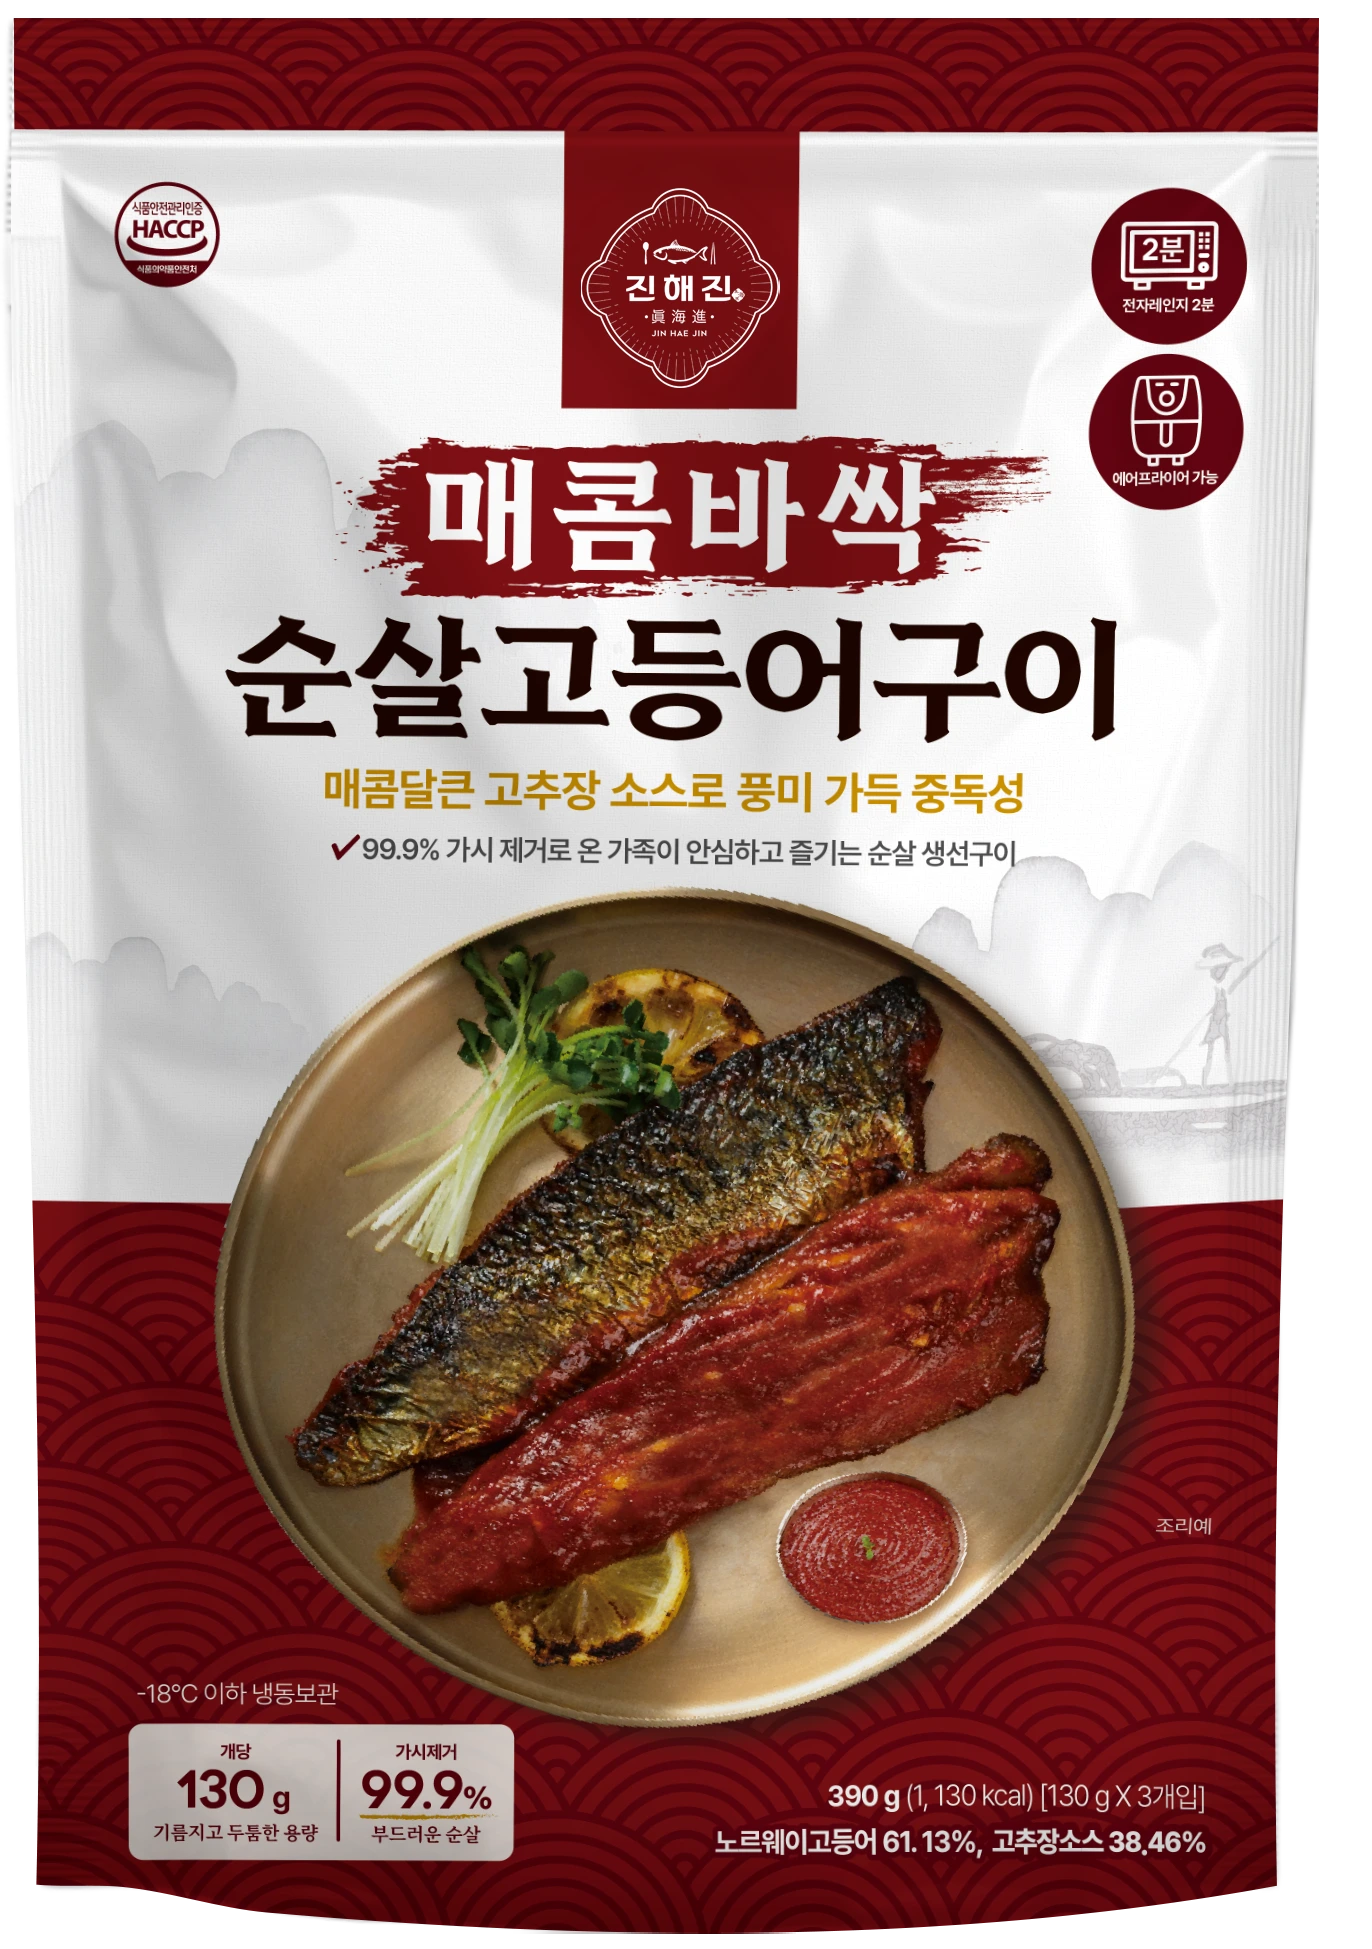 식품안전관리인증
HACCP
식품의약품안전처
진해진
眞海進
JIN HAE JIN
2분
전자레인지 2분
에어프라이어 가능
매콤바싹
순살고등어구이
매콤달큰 고추장 소스로 풍미 가득 중독성
✓99.9% 가시 제거로 온 가족이 안심하고 즐기는 순살 생선구이
조리예
-18°C 이하 냉동보관
개당
130 g
기름지고 두툼한 용량
가시제거
99.9%
부드러운 순살
390 g (1, 130 kcal) [130 g X 3개입]
노르웨이고등어 61. 13%, 고추장소스 38.46%